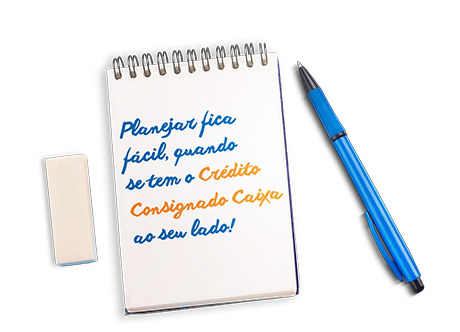 Planejar fica
fácil, quando
se tem o Crédito
Consignado Caixa
ao seu lado!